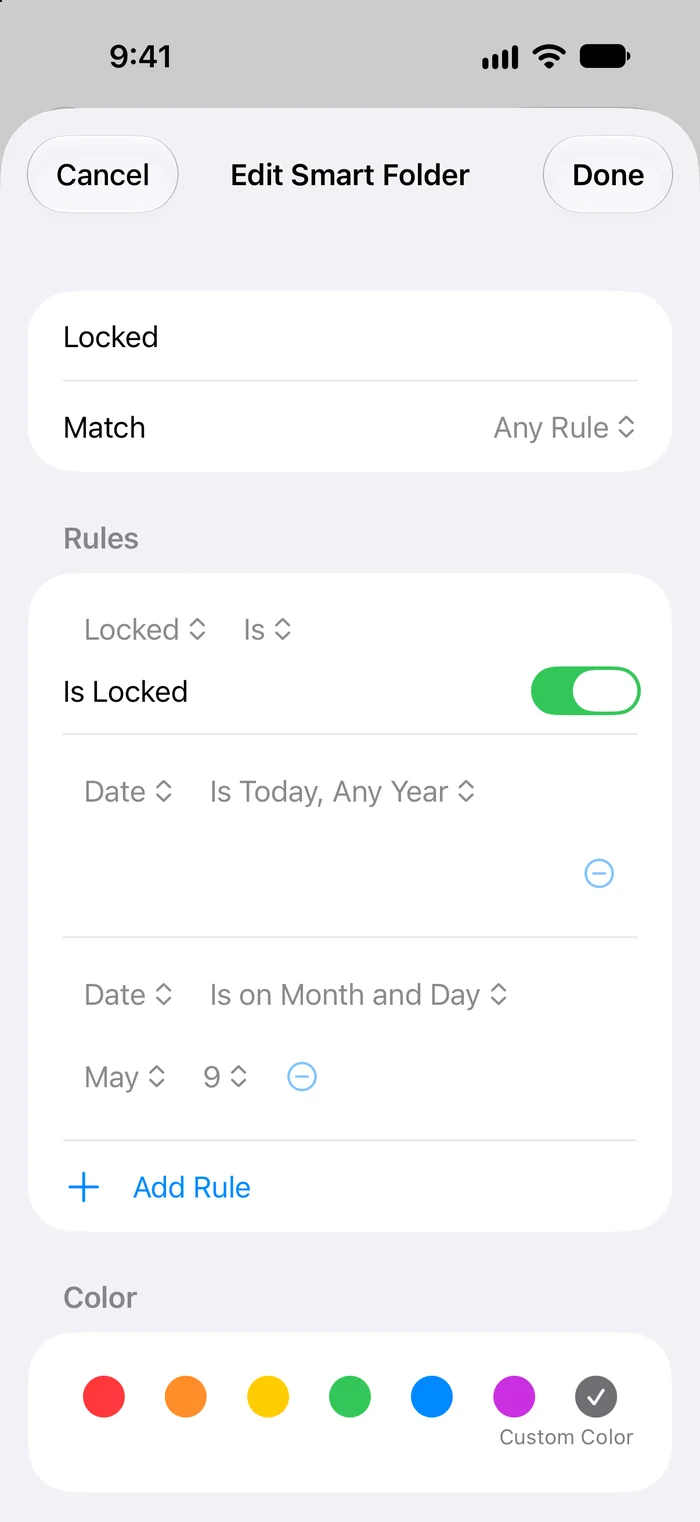 9:41
Cancel Edit Smart Folder Done
Locked
Match Any Rule
Rules
Locked Is
Is Locked
Date Is Today, Any Year
Date Is on Month and Day
May 9
Add Rule
Color
Custom Color